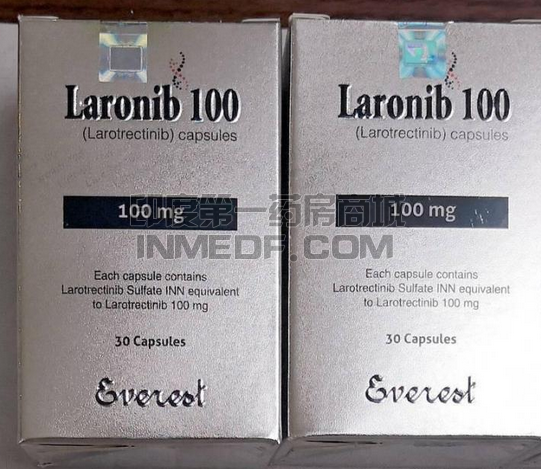 Laronib 100
(Larotrectinib) capsules
100 mg
Each capsule contains
Larotrectinib Sulfate INN equivalent
to Larotrectinib 100 mg
30 Capsules
Everest
Laronib 100
(Larotrectinib) capsules
100 mg
Each capsule contains
Larotrectinib Sulfate INN equivalent
to Larotrectinib 100 mg
30 Capsules
Everest
印度第一药房商城
INMEDF.COM